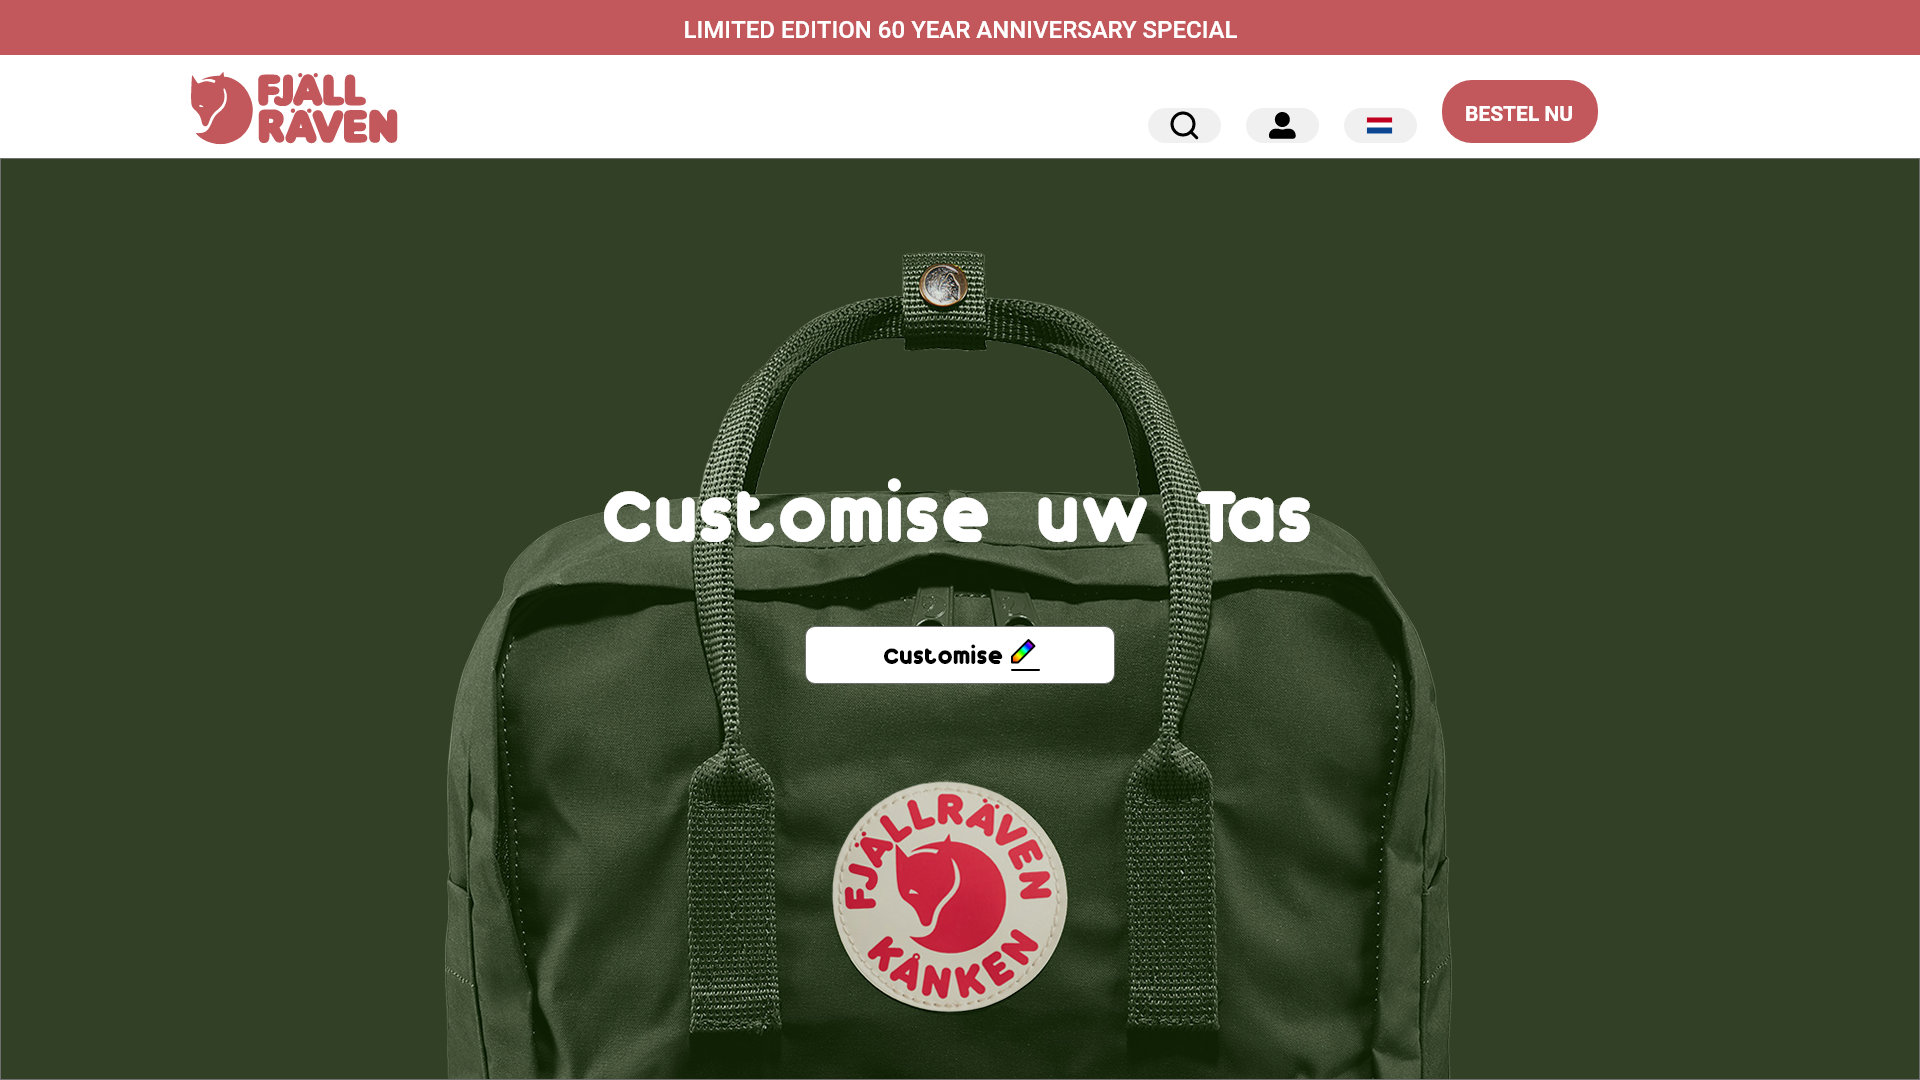 LIMITED EDITION 60 YEAR ANNIVERSARY SPECIAL
FJÄLL
RÄVEN
BESTEL NU
Customise uw Tas
Customise
FJÄLLRÄVEN
KÅNKEN